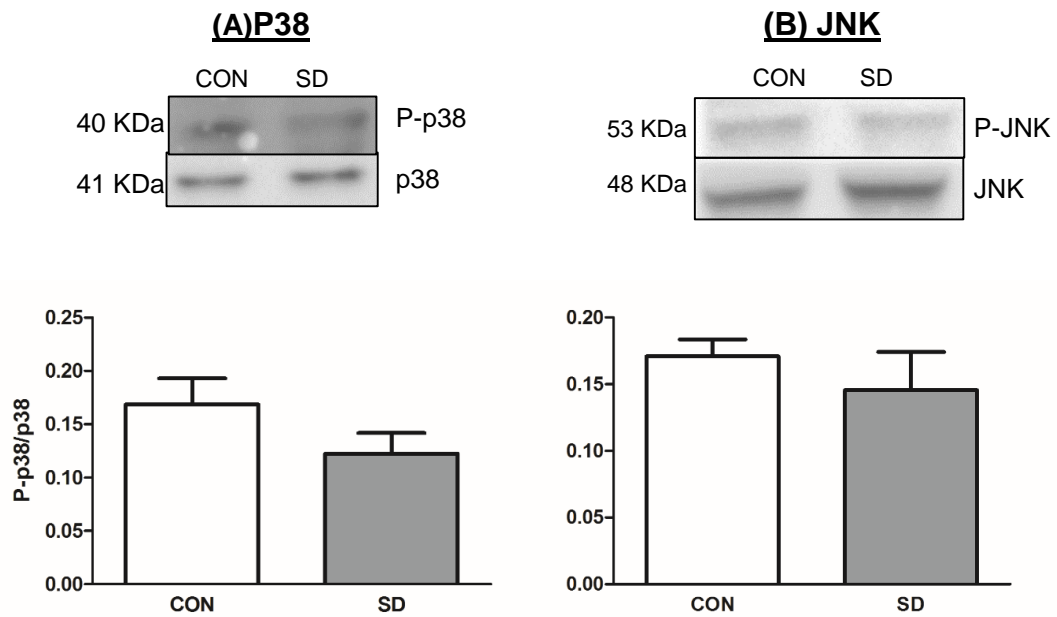 (A)P38
CON SD
40 KDa P-p38
41 KDa p38
(B) JNK
CON SD
53 KDa P-JNK
48 KDa JNK
P-p38/p38
0.25
0.20
0.15
0.10
0.05
0.00
CON SD
0.20
0.15
0.10
0.05
0.00
CON SD